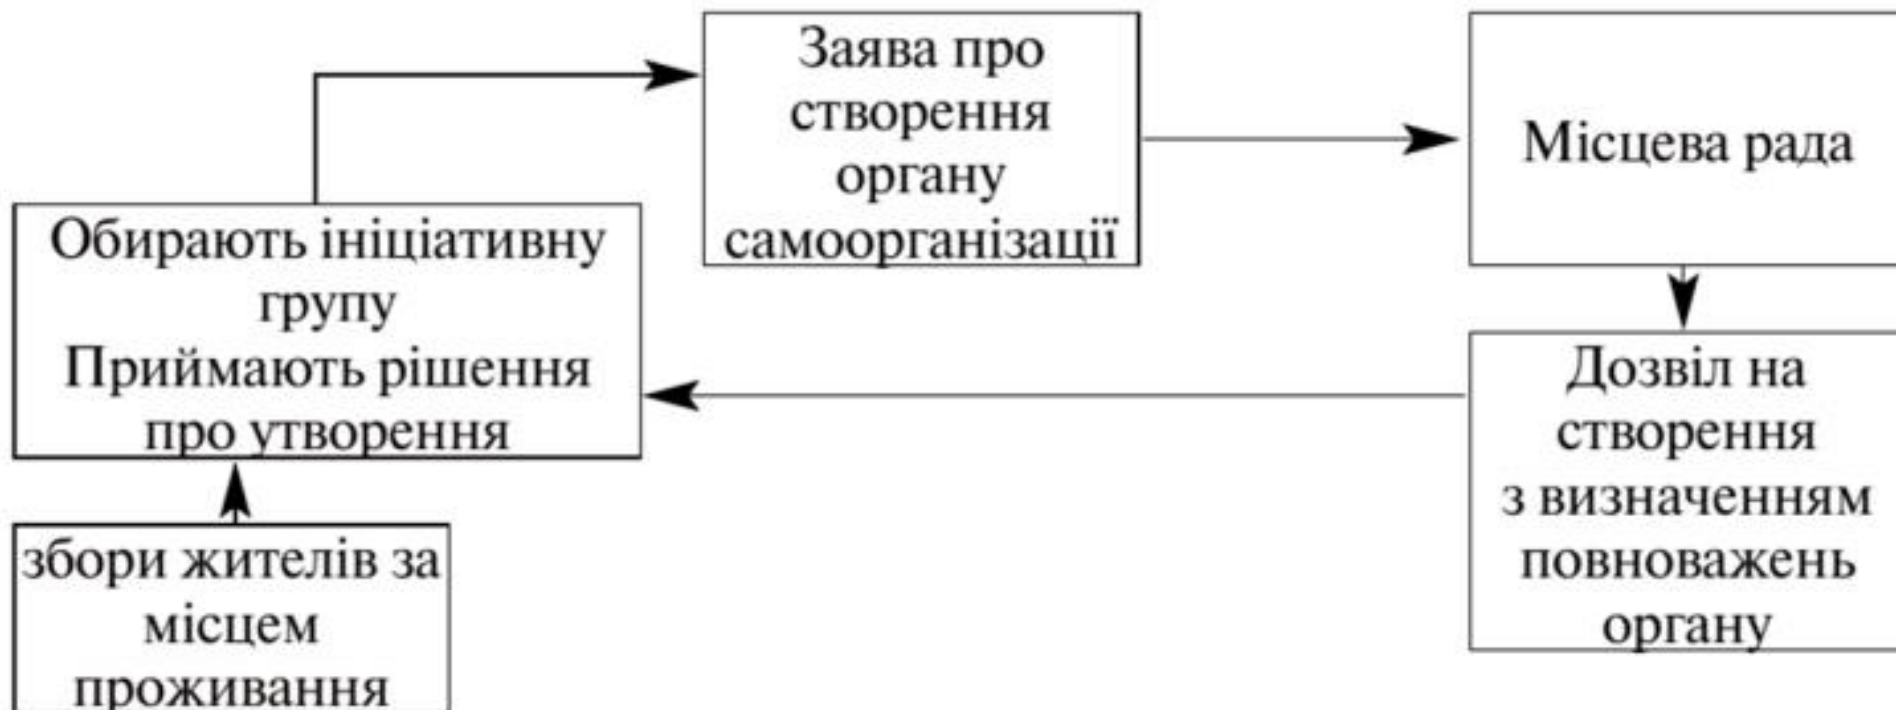 Заява про
створення
органу
самоорганізації
Місцева рада
Обирають ініціативну
групу
Приймають рішення
про утворення
Дозвіл на
створення
з визначенням
повноважень
органу
збори жителів за
місцем
проживання